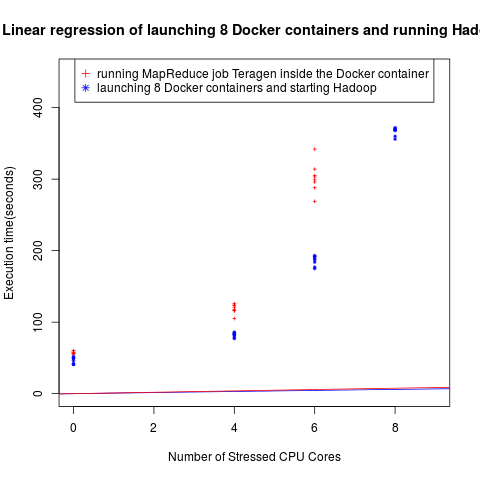 Linear regression of launching 8 Docker containers and running Had
running MapReduce job Teragen inside the Docker container
launching 8 Docker containers and starting Hadoop
Execution time(seconds)
400
300
200
100
0
0 2 4 6 8
Number of Stressed CPU Cores